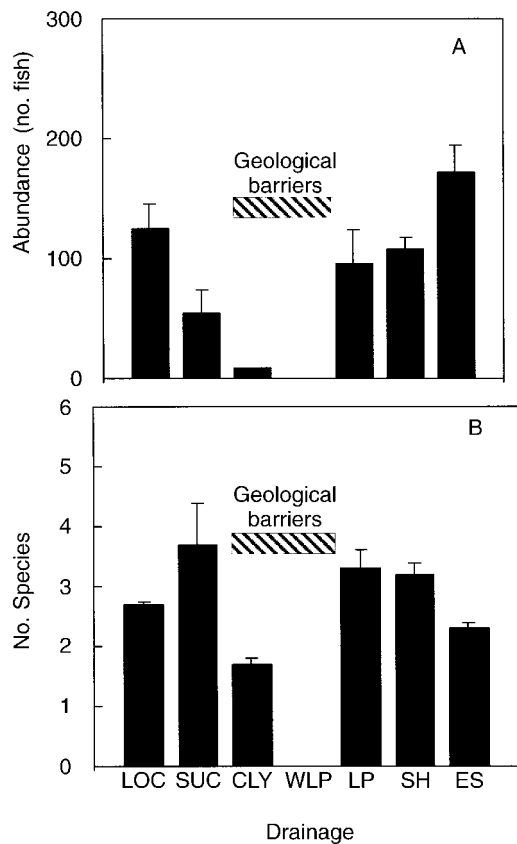 300
A
200
Abundance (no. fish)
Geological
barriers
100
0
6
B
5
Geological
barriers
4
No. Species
3
2
1
0
LOC SUC CLY WLP LP SH ES
Drainage